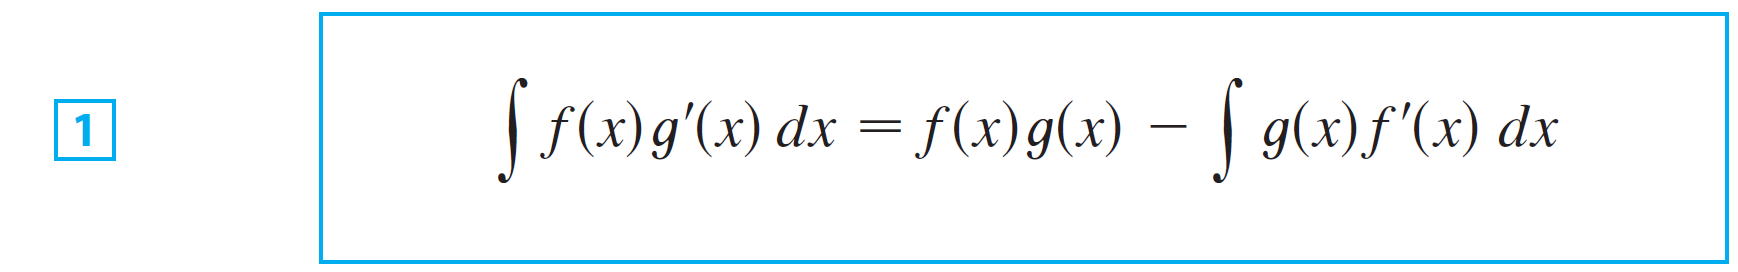 1 ∫ f(x)g′(x) dx = f(x)g(x) − ∫ g(x)f′(x) dx